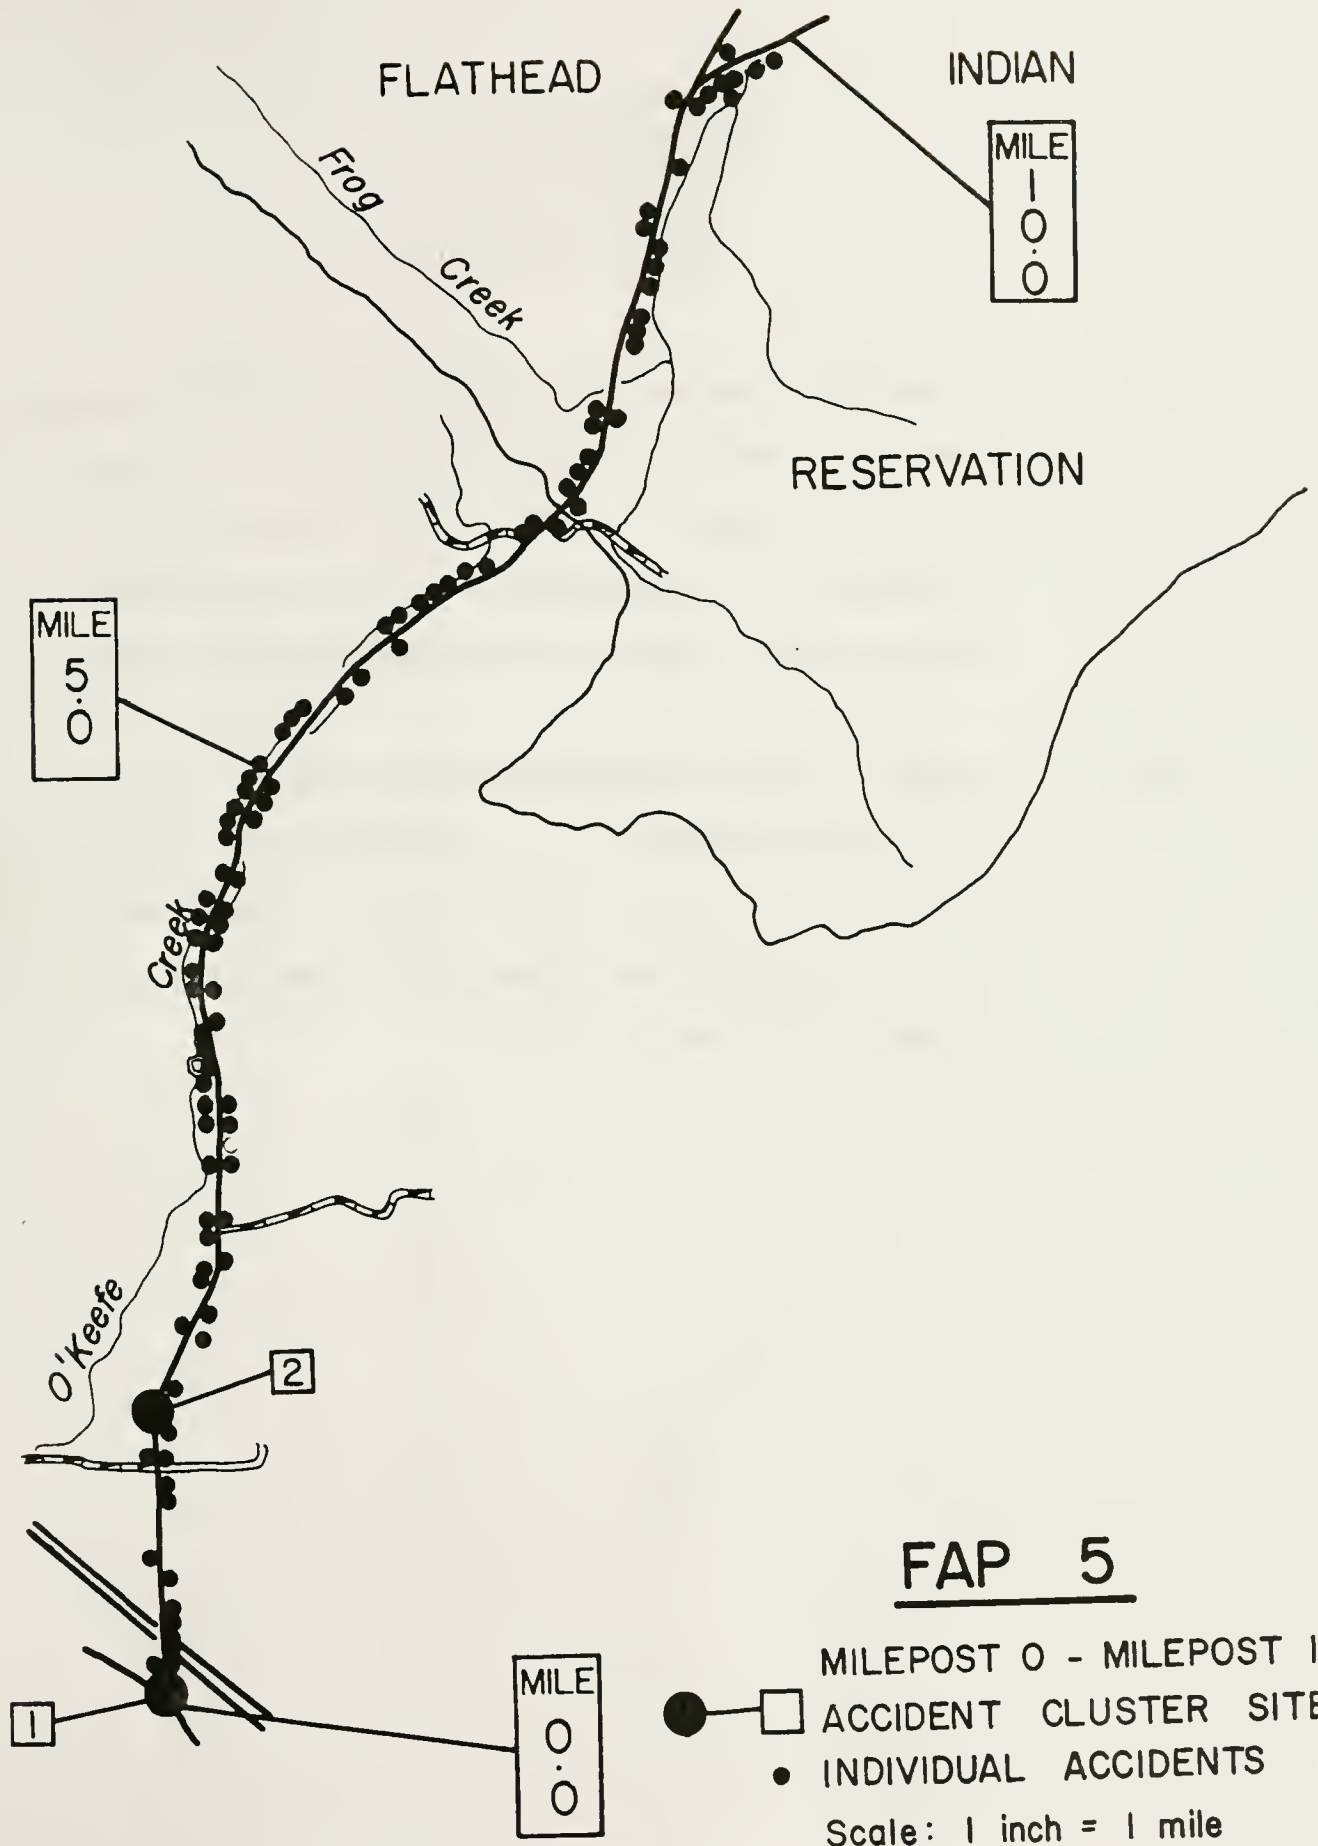 FLATHEAD INDIAN
MILE
10.0
Frog
Creek
RESERVATION
MILE
5.0
Creek
O'Keefe
2
1
MILE
0.0
FAP 5
MILEPOST 0 - MILEPOST 1
ACCIDENT CLUSTER SITE
INDIVIDUAL ACCIDENTS
Scale: 1 inch = 1 mile